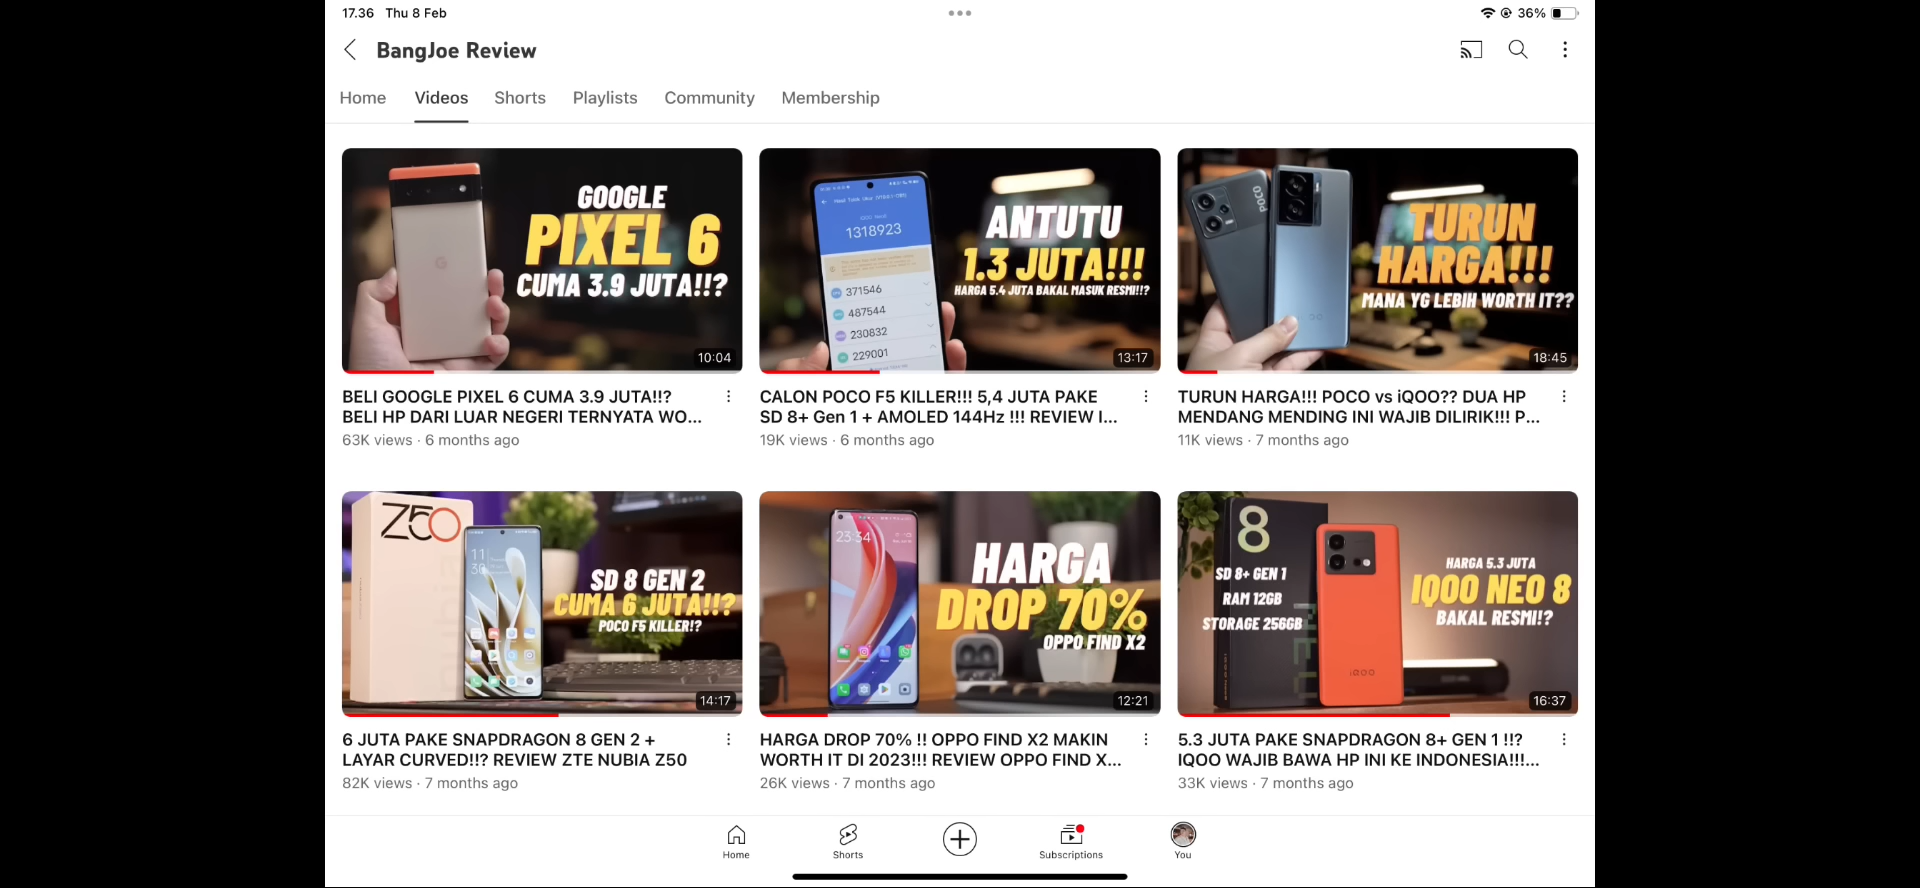 17.36 Thu 8 Feb
36%
BangJoe Review
Home Videos Shorts Playlists Community Membership
GOOGLE
PIXEL 6
CUMA 3.9 JUTA!!?
10:04
BELI GOOGLE PIXEL 6 CUMA 3.9 JUTA!!?
BELI HP DARI LUAR NEGERI TERNYATA WO...
63K views · 6 months ago
1318923
371546
487544
230832
229001
ANTUTU
1.3 JUTA!!!
HARGA 5.4 JUTA BAKAL MASUK RESMI!!?
13:17
CALON POCO F5 KILLER!!! 5,4 JUTA PAKE
SD 8+ Gen 1 + AMOLED 144Hz !!! REVIEW I...
19K views · 6 months ago
POCO
TURUN
HARGA!!!
MANA YG LEBIH WORTH IT??
18:45
TURUN HARGA!!! POCO vs iQOO?? DUA HP
MENDANG MENDING INI WAJIB DILIRIK!!! P...
11K views · 7 months ago
Z50
SD 8 GEN 2
CUMA 6 JUTA!!?
POCO F5 KILLER!?
14:17
6 JUTA PAKE SNAPDRAGON 8 GEN 2 +
LAYAR CURVED!!? REVIEW ZTE NUBIA Z50
82K views · 7 months ago
23:34
HARGA
DROP 70%
OPPO FIND X2
12:21
HARGA DROP 70% !! OPPO FIND X2 MAKIN
WORTH IT DI 2023!!! REVIEW OPPO FIND X...
26K views · 7 months ago
8
SD 8+ GEN 1
RAM 12GB
STORAGE 256GB
iQOO
HARGA 5.3 JUTA
IQOO NEO 8
BAKAL RESMI!?
16:37
5.3 JUTA PAKE SNAPDRAGON 8+ GEN 1 !!?
IQOO WAJIB BAWA HP INI KE INDONESIA!!!...
33K views · 7 months ago
Home Shorts Subscriptions You